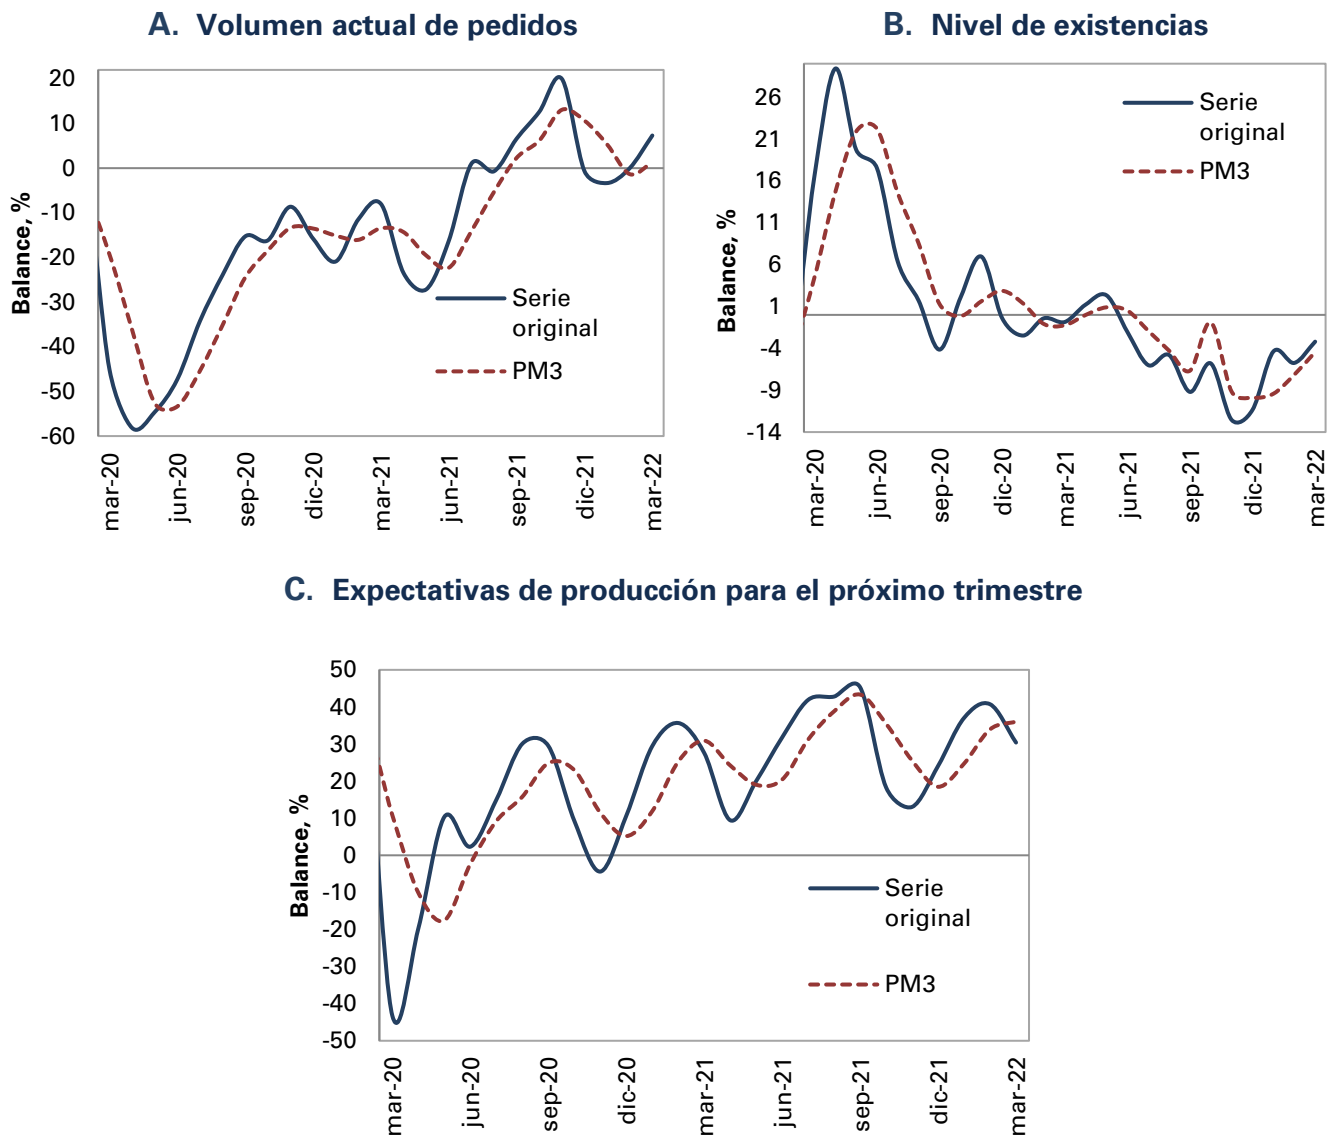 A. Volumen actual de pedidos
20
10
0
-10
-20
-30
-40
-50
-60
Balance, %
Serie
original
PM3
mar-20
jun-20
sep-20
dic-20
mar-21
jun-21
sep-21
dic-21
mar-22
B. Nivel de existencias
26
21
16
11
6
1
-4
-9
-14
Balance, %
Serie
original
PM3
mar-20
jun-20
sep-20
dic-20
mar-21
jun-21
sep-21
dic-21
mar-22
C. Expectativas de producción para el próximo trimestre
50
40
30
20
10
0
-10
-20
-30
-40
-50
Balance, %
Serie
original
PM3
mar-20
jun-20
sep-20
dic-20
mar-21
jun-21
sep-21
dic-21
mar-22